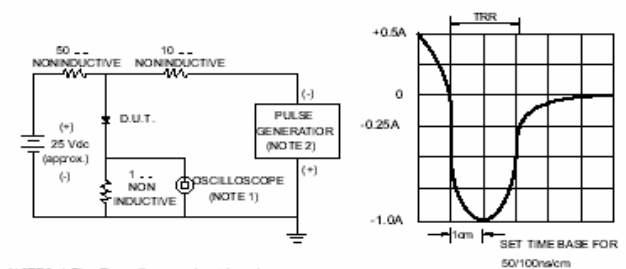 50
NONINDUCTIVE
10
NONINDUCTIVE
(+)
25 Vdc
(approx.)
(-)
D.U.T.
1
NON
INDUCTIVE
OSCILLOSCOPE
(NOTE 1)
(-)
PULSE
GENERATIOR
(NOTE 2)
(+)
TRR
+0.5A
0
-0.25A
-1.0A
1cm
SET TIME BASE FOR
50/100ns/cm